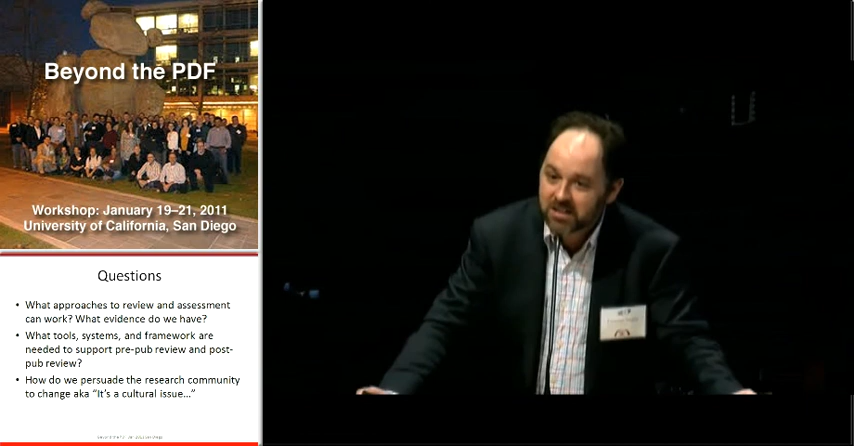 Beyond the PDF
Workshop: January 19–21, 2011
University of California, San Diego
Questions
• What approaches to review and assessment
can work? What evidence do we have?
• What tools, systems, and framework are
needed to support pre-pub review and post-
pub review?
• How do we persuade the research community
to change aka “It’s a cultural issue…”